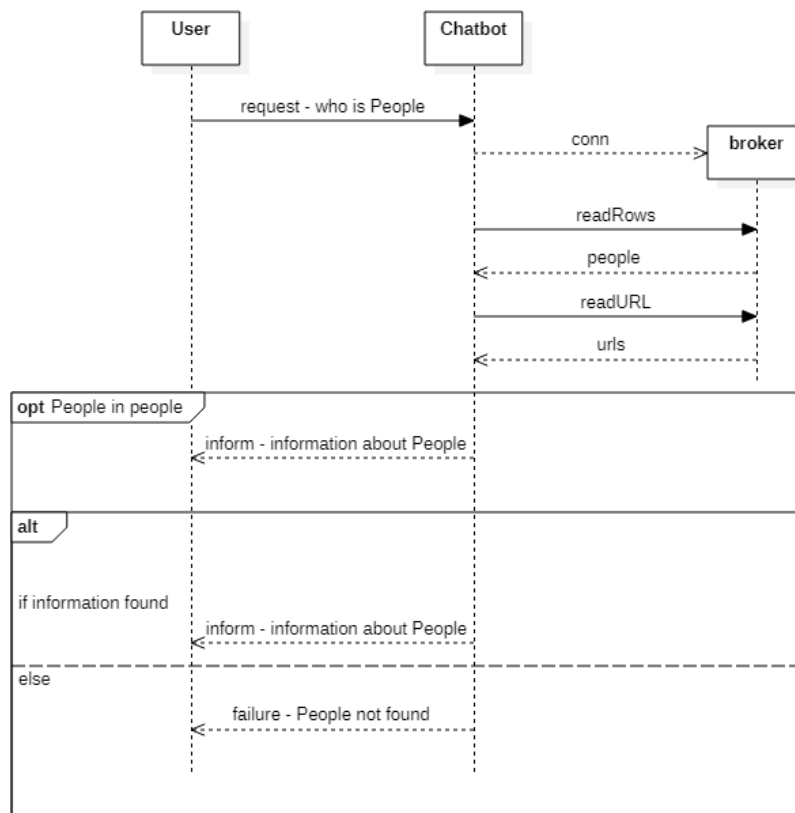 User
Chatbot
request - who is People
conn
broker
readRows
people
readURL
urls
opt People in people
inform - information about People
alt
if information found
inform - information about People
else
failure - People not found